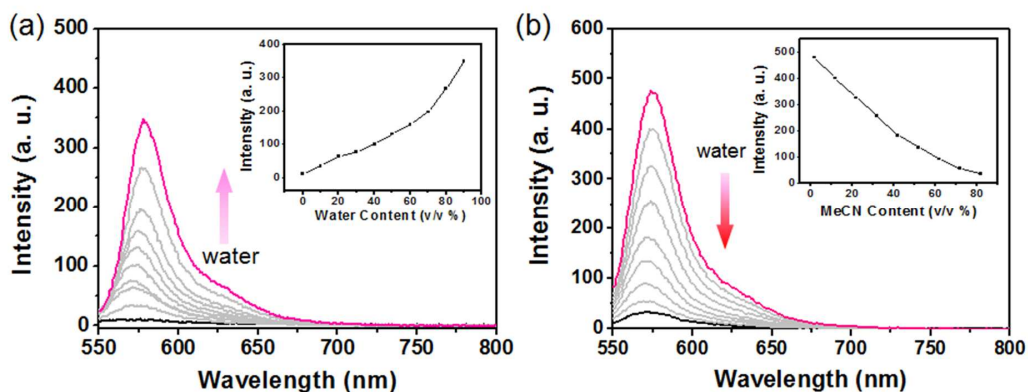 (a)
500
400
300
200
100
0
Intensity (a. u.)
550 600 650 700 750 800
Wavelength (nm)
water
400
300
200
100
0
Intensity (a. u.)
0 20 40 60 80 100
Water Content (v/v %)
(b)
600
500
400
300
200
100
0
Intensity (a. u.)
550 600 650 700 750 800
Wavelength (nm)
water
500
400
300
200
100
0
Intensity (a. u.)
0 20 40 60 80
MeCN Content (v/v %)